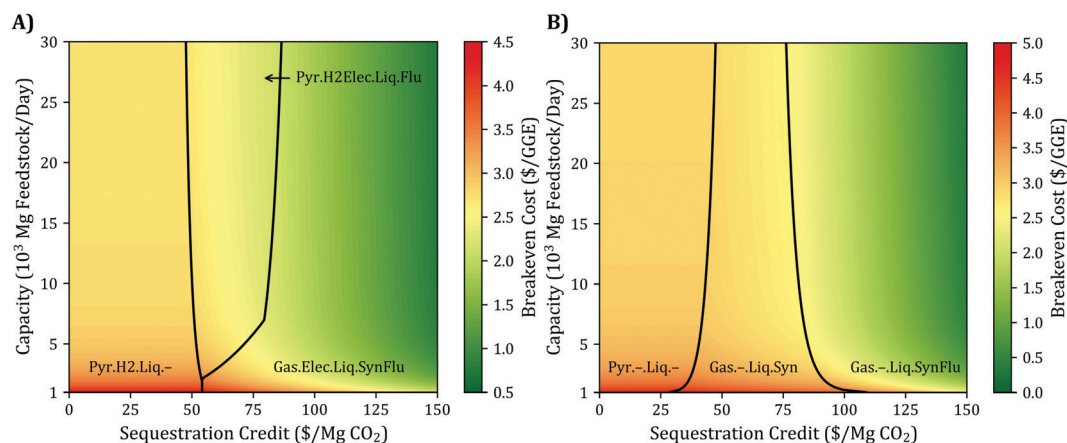 A)
30
25
20
15
10
5
1
Capacity (10³ Mg Feedstock/Day)
Pyr.H2Elec.Liq.Flu
Pyr.H2.Liq.–
Gas.Elec.Liq.SynFlu
0 25 50 75 100 125 150
Sequestration Credit ($/Mg CO₂)
4.5
4.0
3.5
3.0
2.5
2.0
1.5
1.0
0.5
Breakeven Cost ($/GGE)
B)
30
25
20
15
10
5
1
Capacity (10³ Mg Feedstock/Day)
Pyr.–.Liq.–
Gas.–.Liq.Syn
Gas.–.Liq.SynFlu
0 25 50 75 100 125 150
Sequestration Credit ($/Mg CO₂)
5.0
4.5
4.0
3.5
3.0
2.5
2.0
1.5
1.0
0.5
0.0
Breakeven Cost ($/GGE)